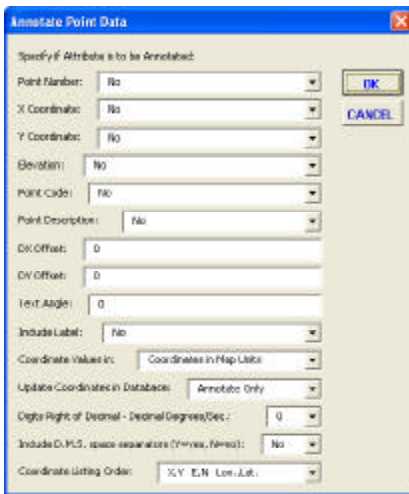 Annotate Point Data
Specify if Attribute is to be Annotated:
Point Number: No
OK
X Coordinate: No
CANCEL
Y Coordinate: No
Elevation: No
Point Code: No
Point Description: No
DX Offset: 0
DY Offset: 0
Text Angle: 0
Include Label: No
Coordinate Values in: Coordinates in Map Units
Update Coordinates in Database: Annotate Only
Digits Right of Decimal - Decimal Degrees/Sec.: 0
Include D.M.S. space separators (Y=yes, N=no): No
Coordinate Listing Order: X,Y E,N Lon.,Lat.